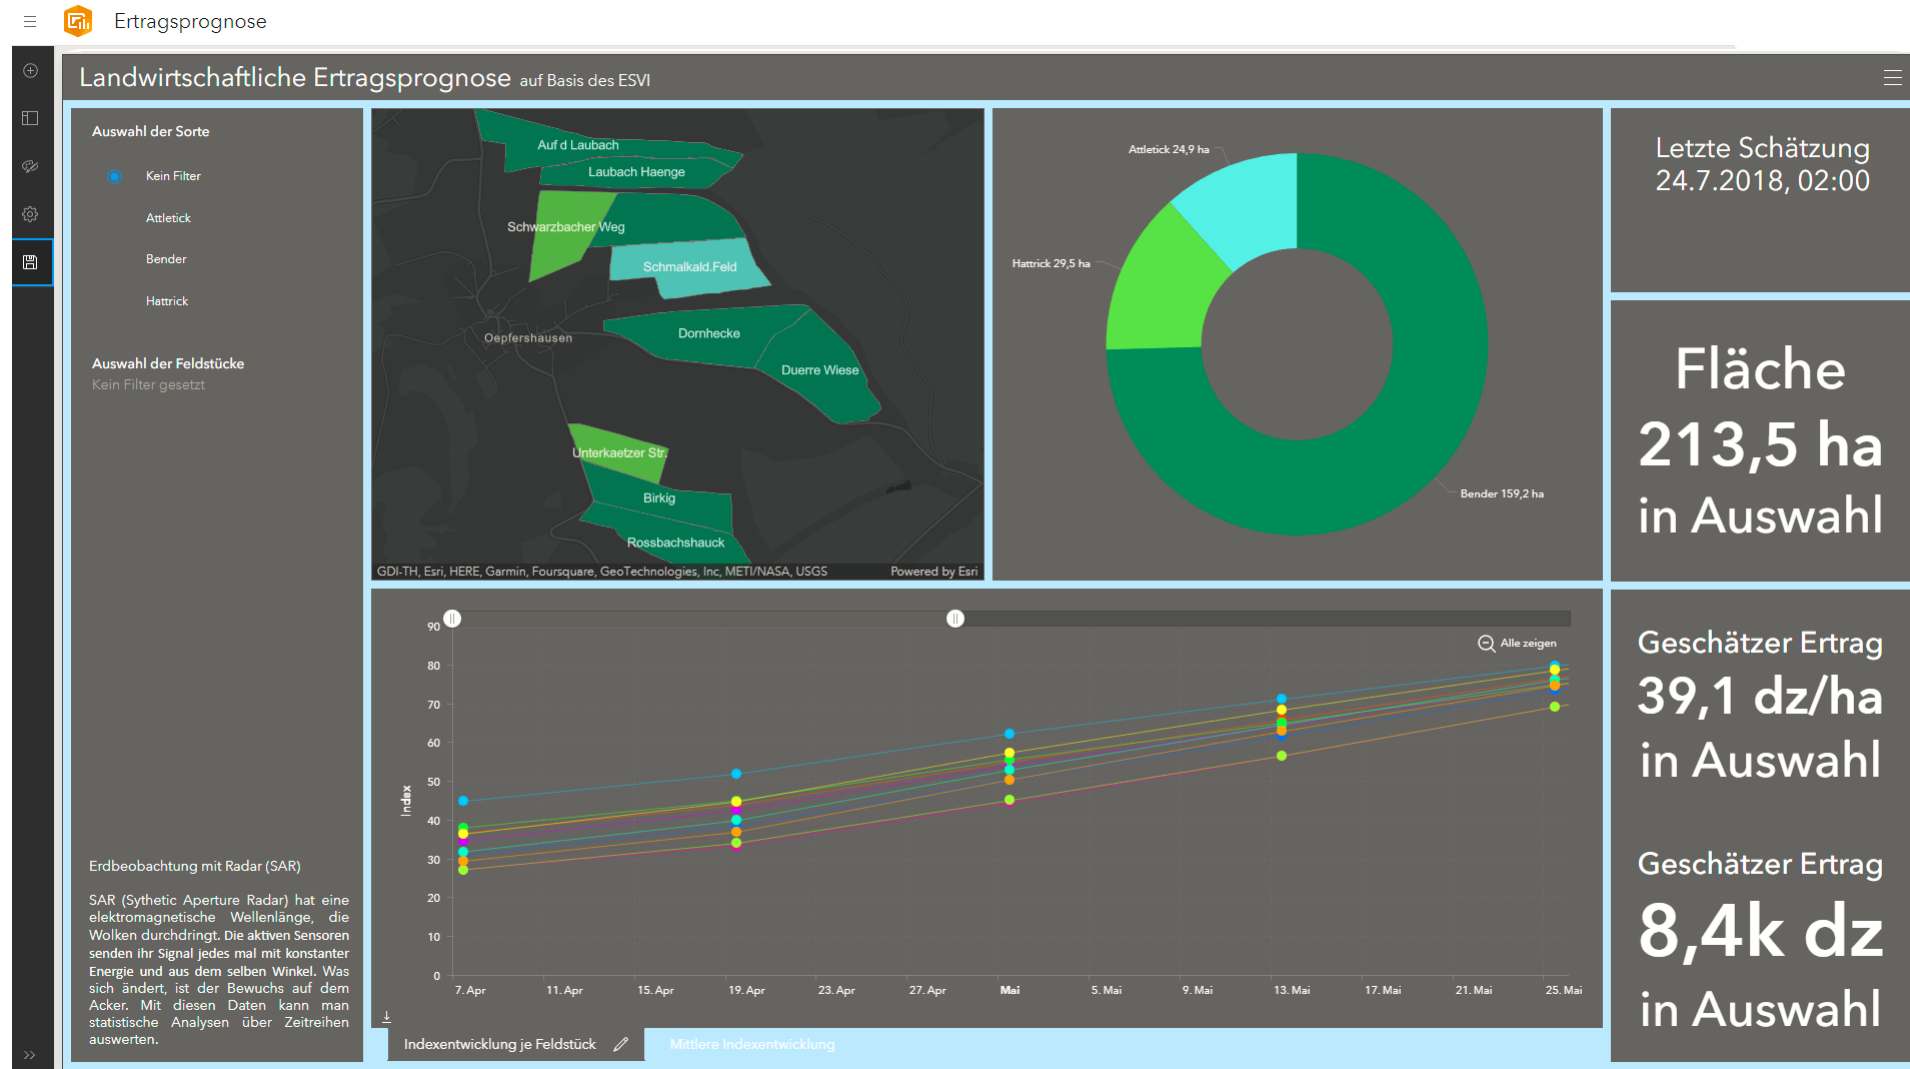 Ertragsprognose
Landwirtschaftliche Ertragsprognose auf Basis des ESVI
Auswahl der Sorte
Kein Filter
Attletick
Bender
Hattrick
Auswahl der Feldstücke
Kein Filter gesetzt
Erdbeobachtung mit Radar (SAR)
SAR (Sythetic Aperture Radar) hat eine
elektromagnetische Wellenlänge, die
Wolken durchdringt. Die aktiven Sensoren
senden ihr Signal jedes mal mit konstanter
Energie und aus dem selben Winkel. Was
sich ändert, ist der Bewuchs auf dem
Acker. Mit diesen Daten kann man
statistische Analysen über Zeitreihen
auswerten.
Auf d Laubach
Laubach Haenge
Schwarzbacher Weg
Schmalkald.Feld
Oepfershausen
Dornhecke
Duerre Wiese
Unterkaetzer Str.
Birkig
Rossbachshauck
GDI-TH, Esri, HERE, Garmin, Foursquare, GeoTechnologies, Inc, METI/NASA, USGS
Powered by Esri
Attletick 24,9 ha
Hattrick 29,5 ha
Bender 159,2 ha
Letzte Schätzung
24.7.2018, 02:00
Fläche
213,5 ha
in Auswahl
Alle zeigen
Index
90
80
70
60
50
40
30
20
10
0
7. Apr
11. Apr
15. Apr
19. Apr
23. Apr
27. Apr
Mai
5. Mai
9. Mai
13. Mai
17. Mai
21. Mai
25. Mai
Indexentwicklung je Feldstück
Mittlere Indexentwicklung
Geschätzer Ertrag
39,1 dz/ha
in Auswahl
Geschätzer Ertrag
8,4k dz
in Auswahl